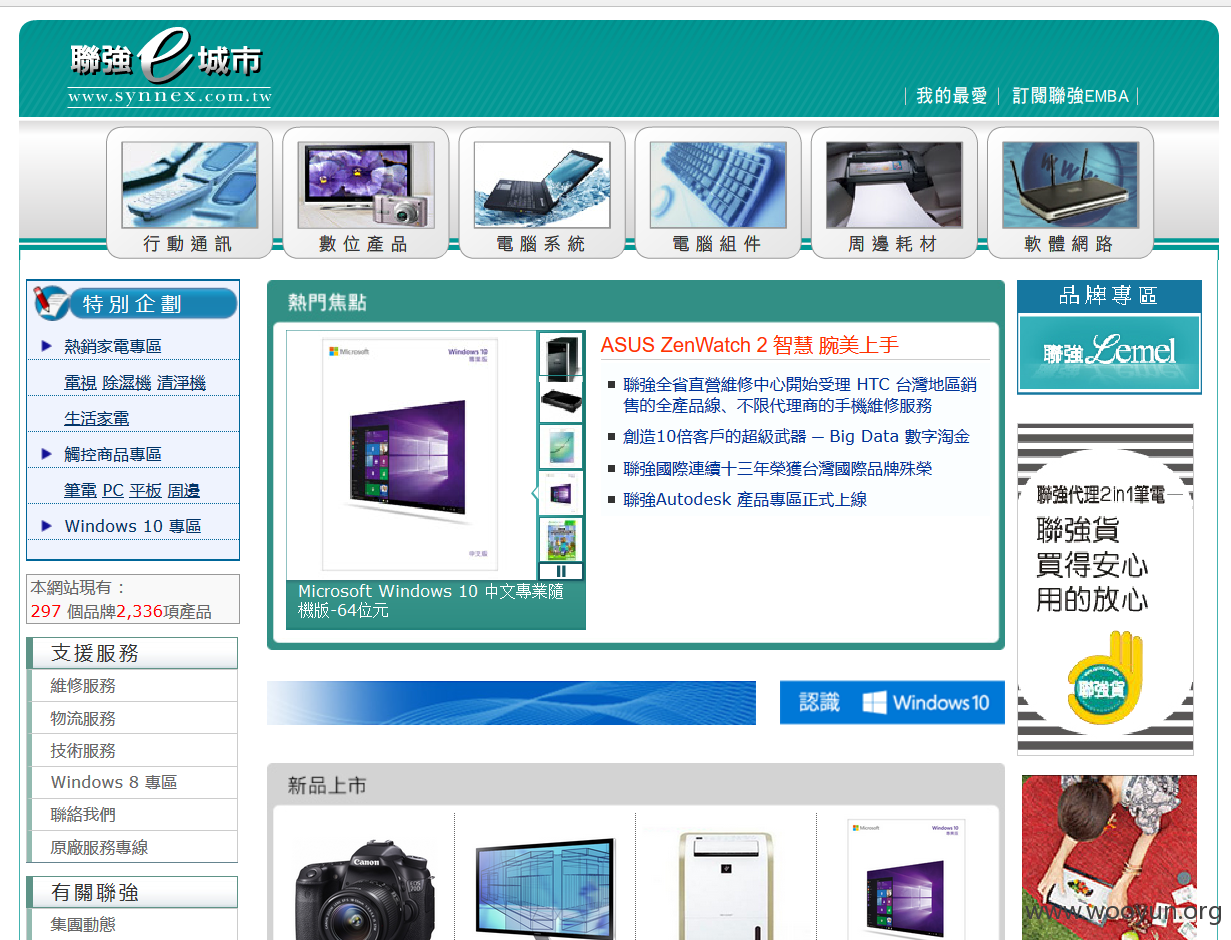 聯強e城市
www.synnex.com.tw
我的最愛 | 訂閱聯強EMBA
行動通訊 數位產品 電腦系統 電腦組件 周邊耗材 軟體網路
特別企劃
熱銷家電專區
電視 除濕機 清淨機
生活家電
觸控商品專區
筆電 PC 平板 周邊
Windows 10 專區
本網站現有：
297 個品牌2,336項產品
支援服務
維修服務
物流服務
技術服務
Windows 8 專區
聯絡我們
原廠服務專線
有關聯強
集團動態
熱門焦點
Microsoft
Windows 10
中文版
Microsoft Windows 10 中文專業隨
機版-64位元
ASUS ZenWatch 2 智慧 腕美上手
聯強全省直營維修中心開始受理 HTC 台灣地區銷
售的全產品線、不限代理商的手機維修服務
創造10倍客戶的超級武器 — Big Data 數字淘金
聯強國際連續十三年榮獲台灣國際品牌殊榮
聯強Autodesk 產品專區正式上線
認識 Windows 10
新品上市
Canon
Microsoft
Windows 10
品牌專區
聯強Lemel
聯強代理2in1筆電—
聯強貨
買得安心
用的放心
聯強貨
www.wooyun.org